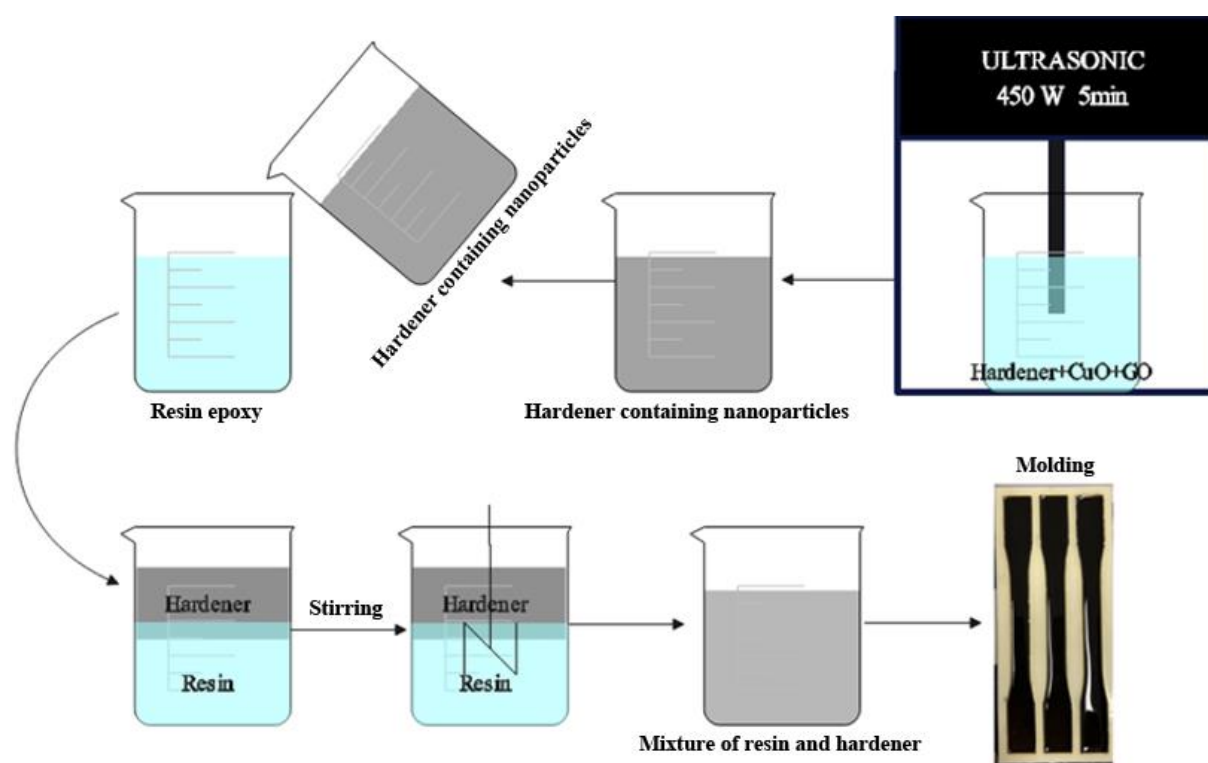 ULTRASONIC
450 W 5min
Hardener+CuO+GO
Hardener containing nanoparticles
Hardener containing nanoparticles
Resin epoxy
Hardener
Resin
Stirring
Hardener
Resin
Mixture of resin and hardener
Molding